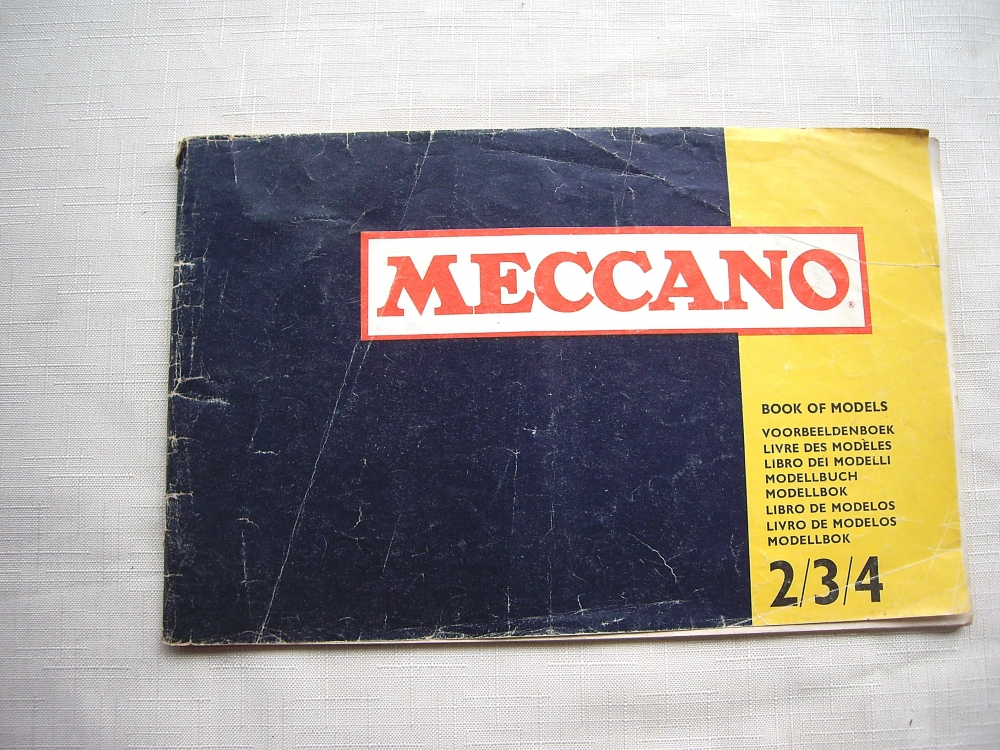 MECCANO®
BOOK OF MODELS
VOORBEELDENBOEK
LIVRE DES MODÈLES
LIBRO DEI MODELLI
MODELLBUCH
MODELLBOK
LIBRO DE MODELOS
LIVRO DE MODELOS
MODELLBOK
2/3/4